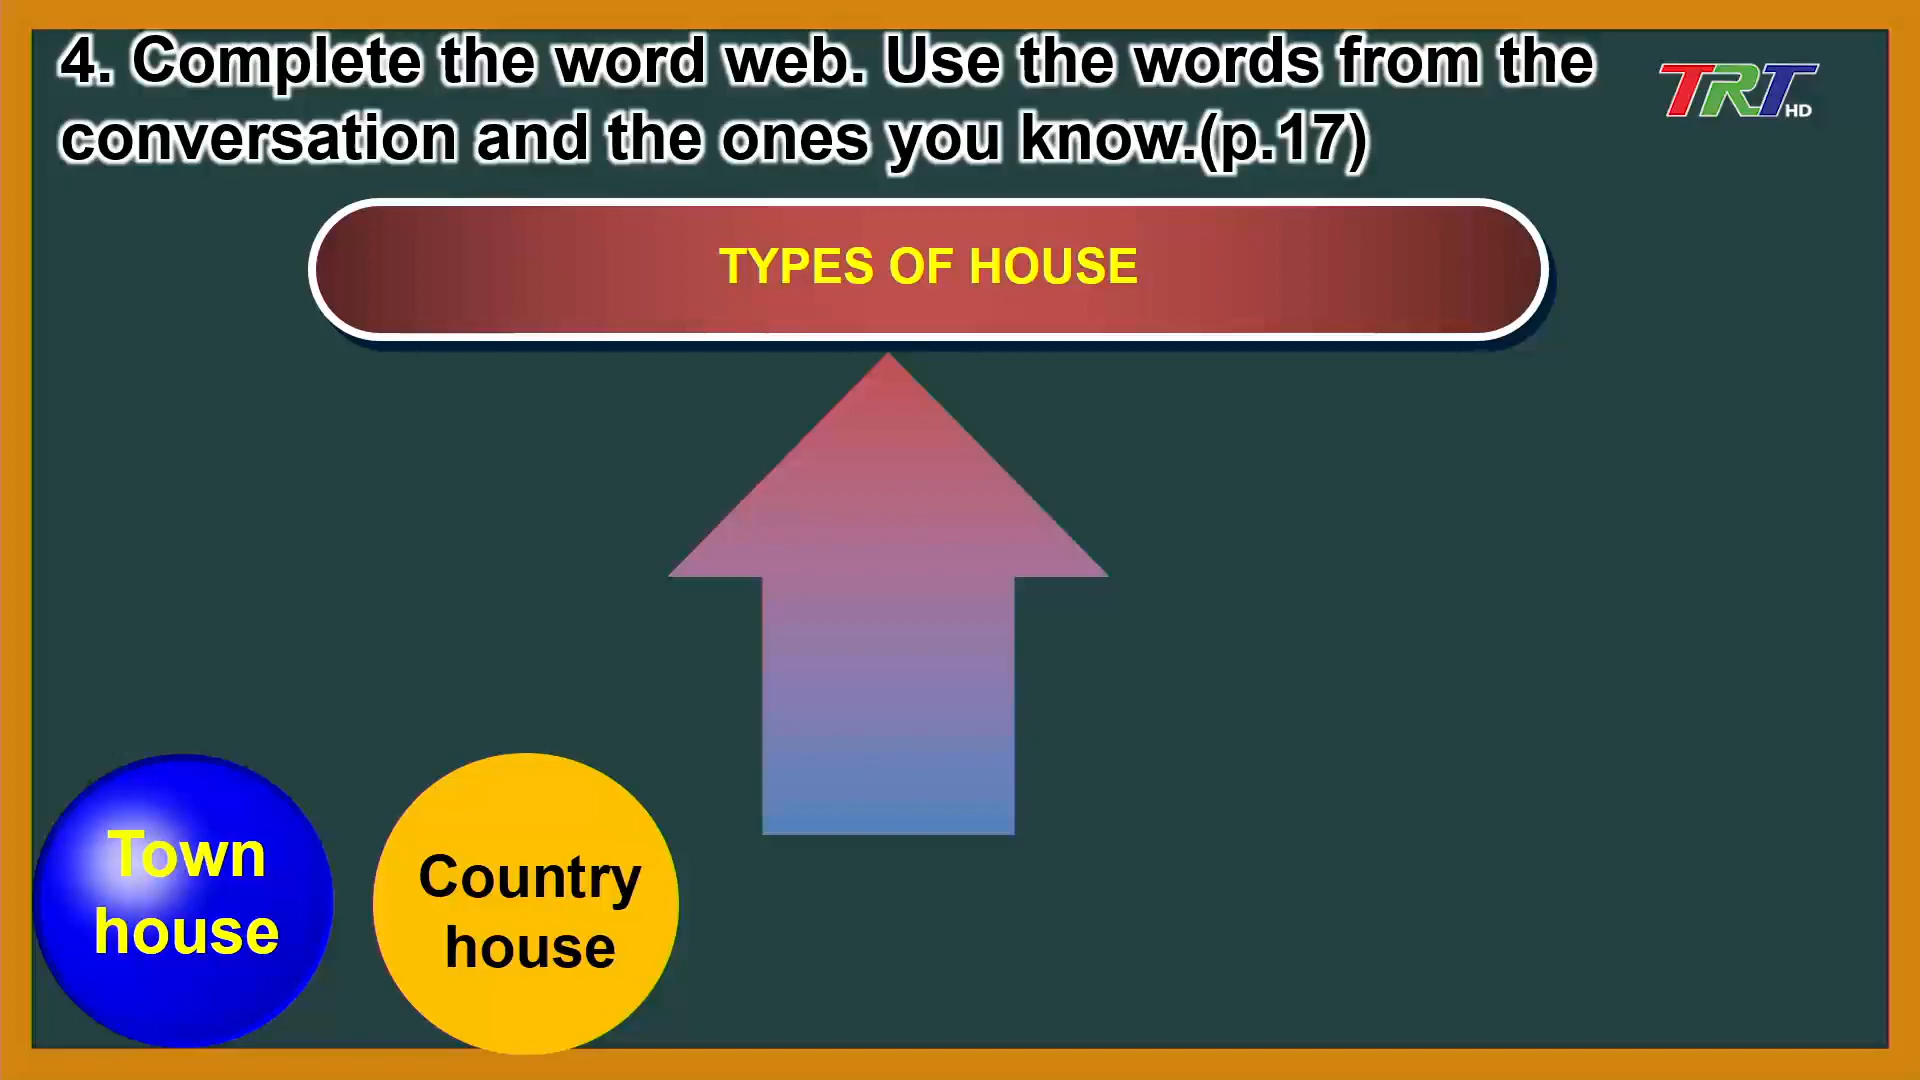 4. Complete the word web. Use the words from the
conversation and the ones you know.(p.17)
TRT HD
TYPES OF HOUSE
Town
house
Country
house